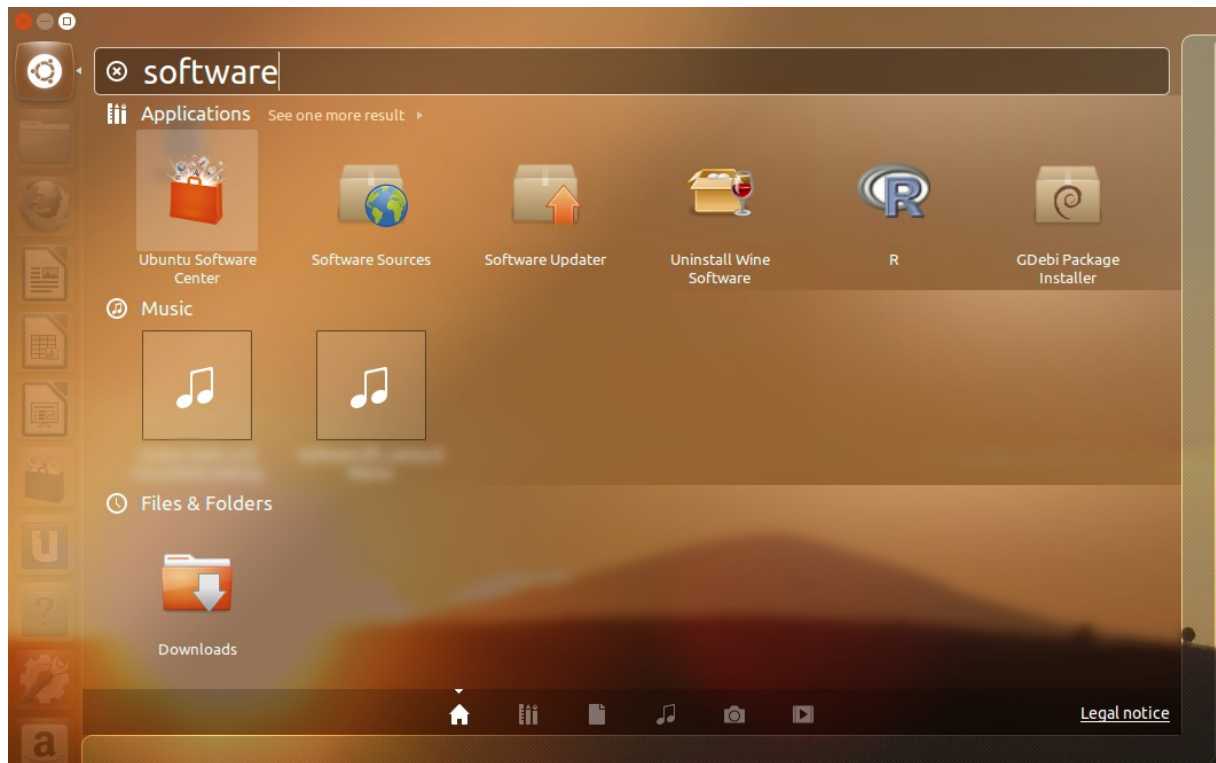 software
Applications See one more result
Ubuntu Software
Center
Software Sources
Software Updater
Uninstall Wine
Software
R
GDebi Package
Installer
Music
Files & Folders
Downloads
Legal notice